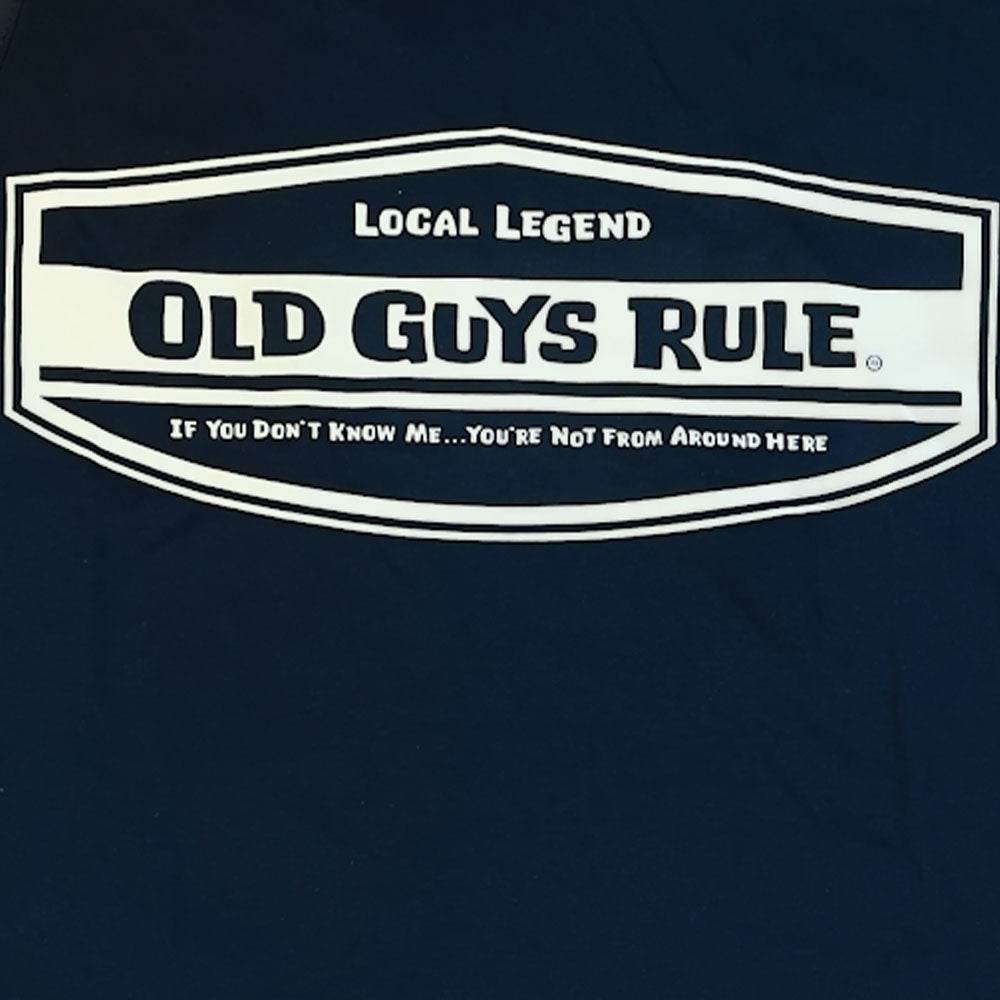 Local Legend
Old Guys Rule®
If You Don't Know Me...You're Not From Around Here